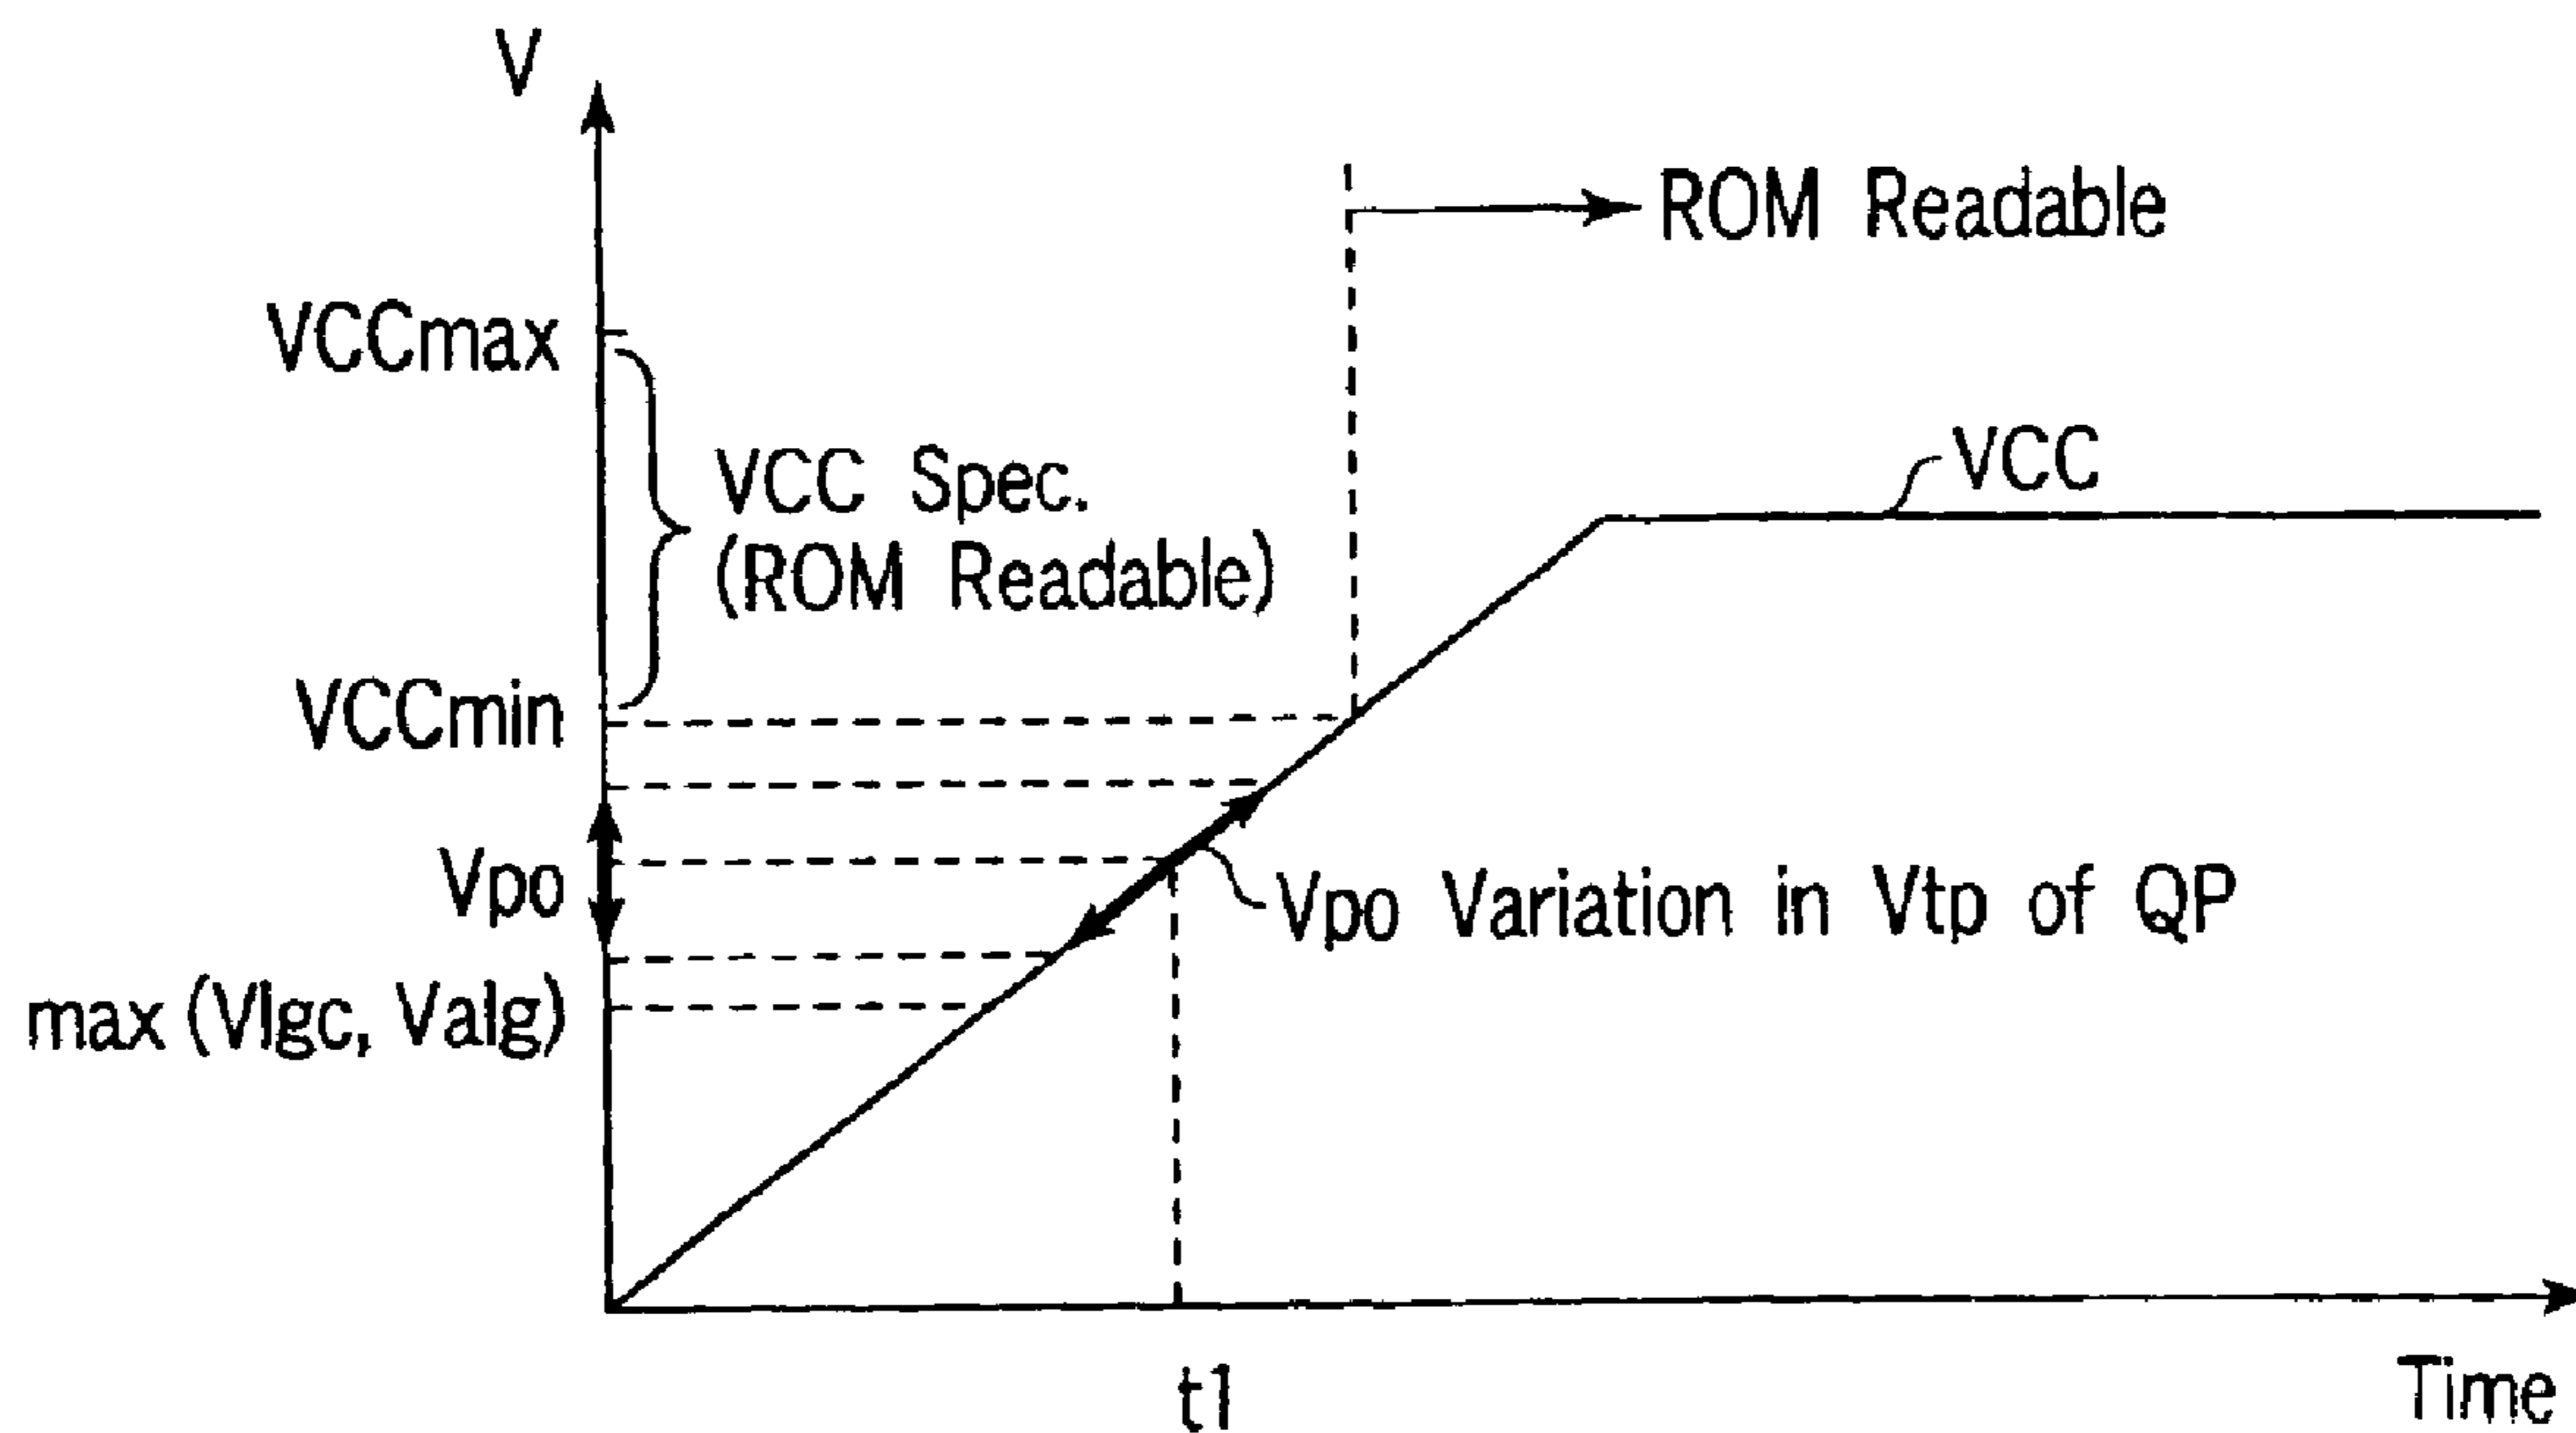 V
ROM Readable
VCCmax
VCC
VCC Spec.
(ROM Readable)
VCCmin
Vpo
Vpo Variation in Vtp of QP
max (Vlgc, Valg)
t1
Time